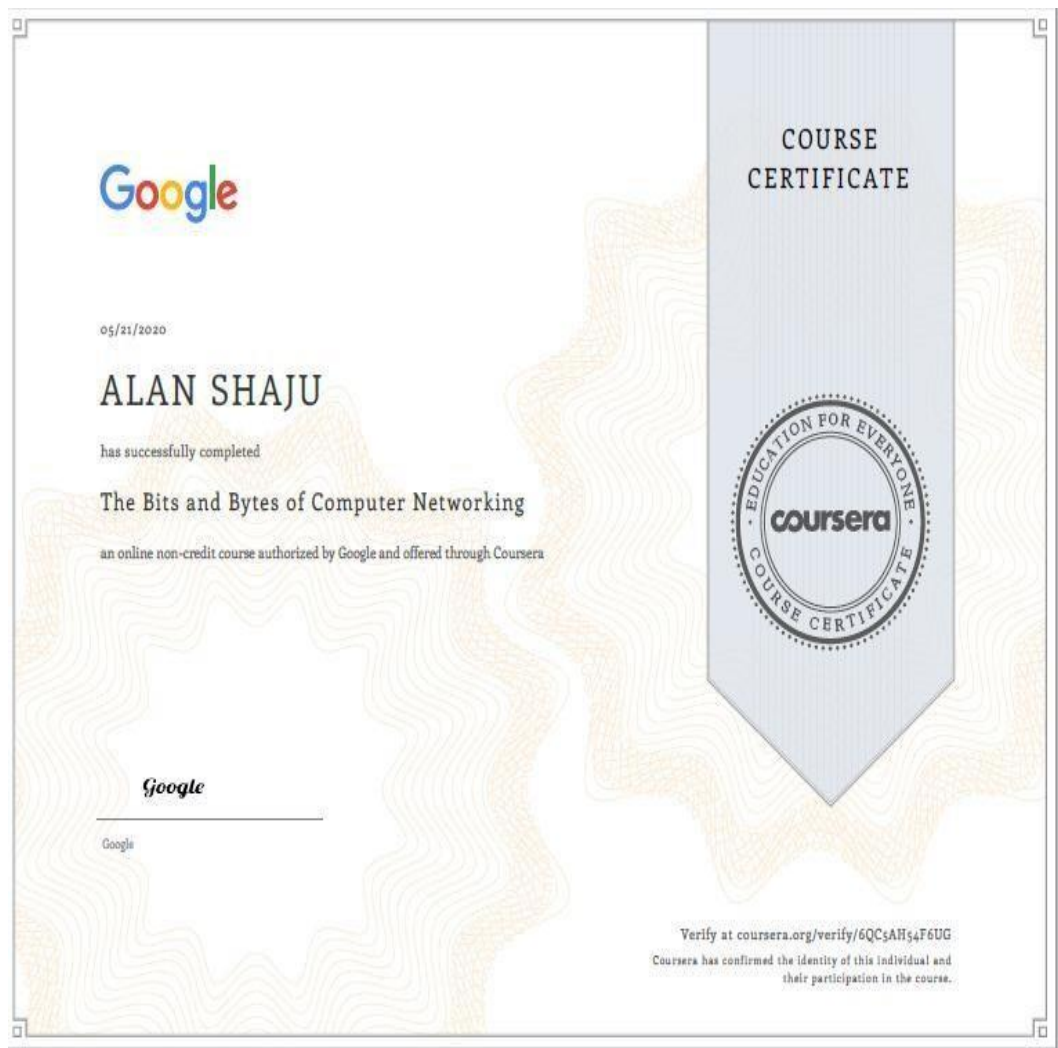 COURSE
CERTIFICATE
Google
05/21/2020
ALAN SHAJU
has successfully completed
The Bits and Bytes of Computer Networking
an online non-credit course authorized by Google and offered through Coursera
EDUCATION FOR EVERYONE
coursera
COURSE CERTIFICATE
Google
Google
Verify at coursera.org/verify/6QC5AH54F6UG
Coursera has confirmed the identity of this individual and
their participation in the course.